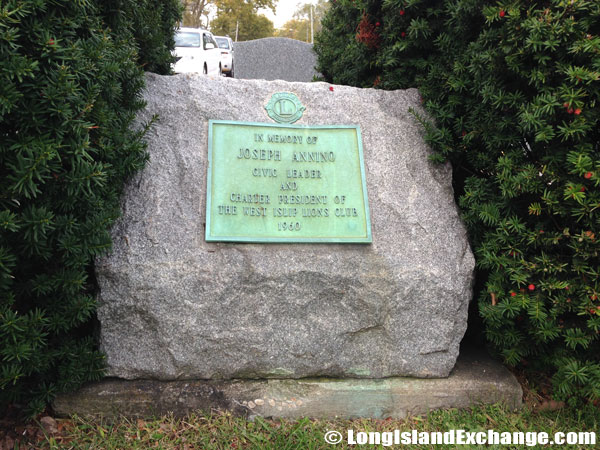 L
IN MEMORY OF
JOSEPH ANNINO
CIVIC LEADER
AND
CHARTER PRESIDENT OF
THE WEST ISLIP LIONS CLUB
1960
© LongIslandExchange.com